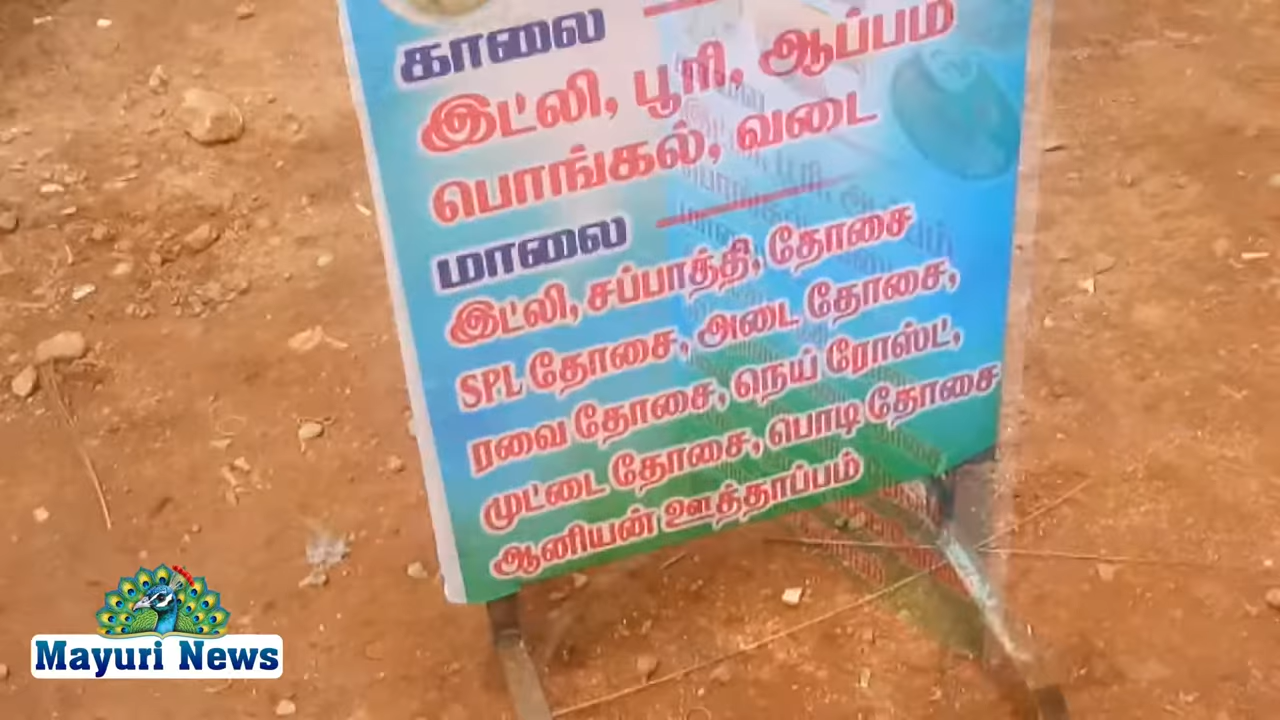 காலை
இட்லி, பூரி, ஆப்பம்
பொங்கல், வடை
மாலை
இட்லி, சப்பாத்தி, தோசை
SPL தோசை, அடை தோசை,
ரவை தோசை, நெய் ரோஸ்ட்,
முட்டை தோசை, பொடி தோசை
ஆனியன் ஊத்தாப்பம்
Mayuri News